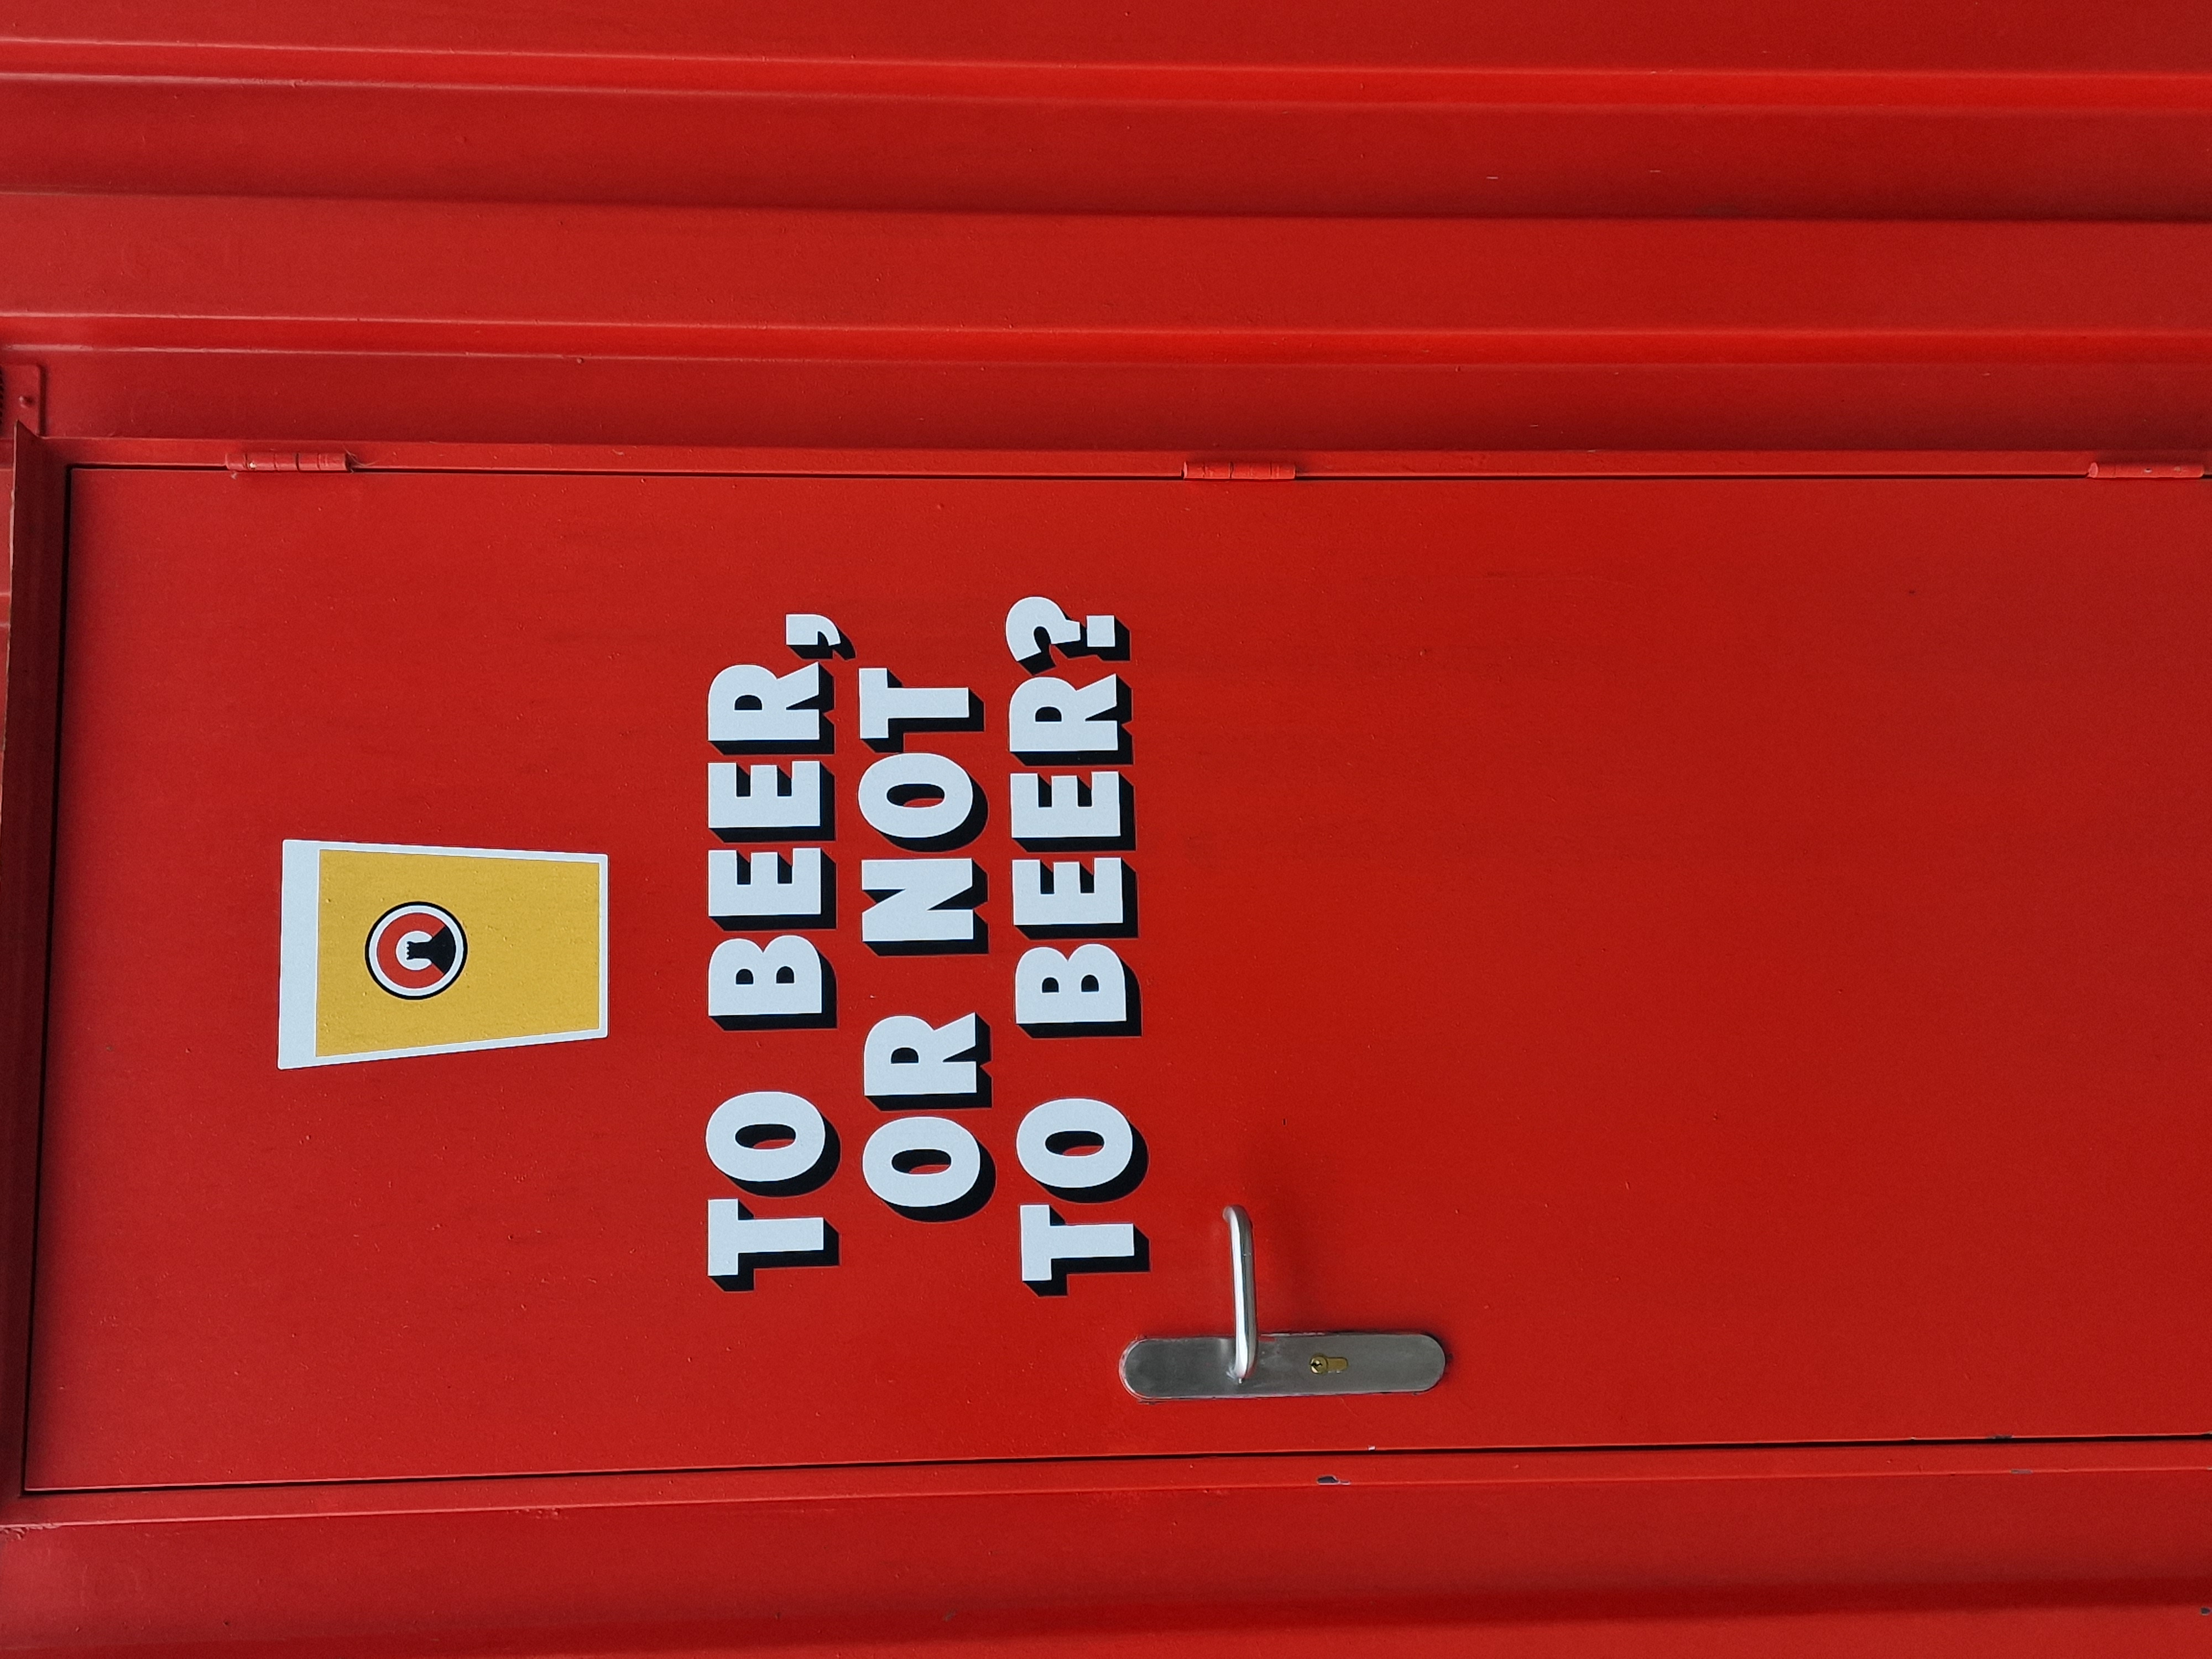 TO BEER,
OR NOT
TO BEER?